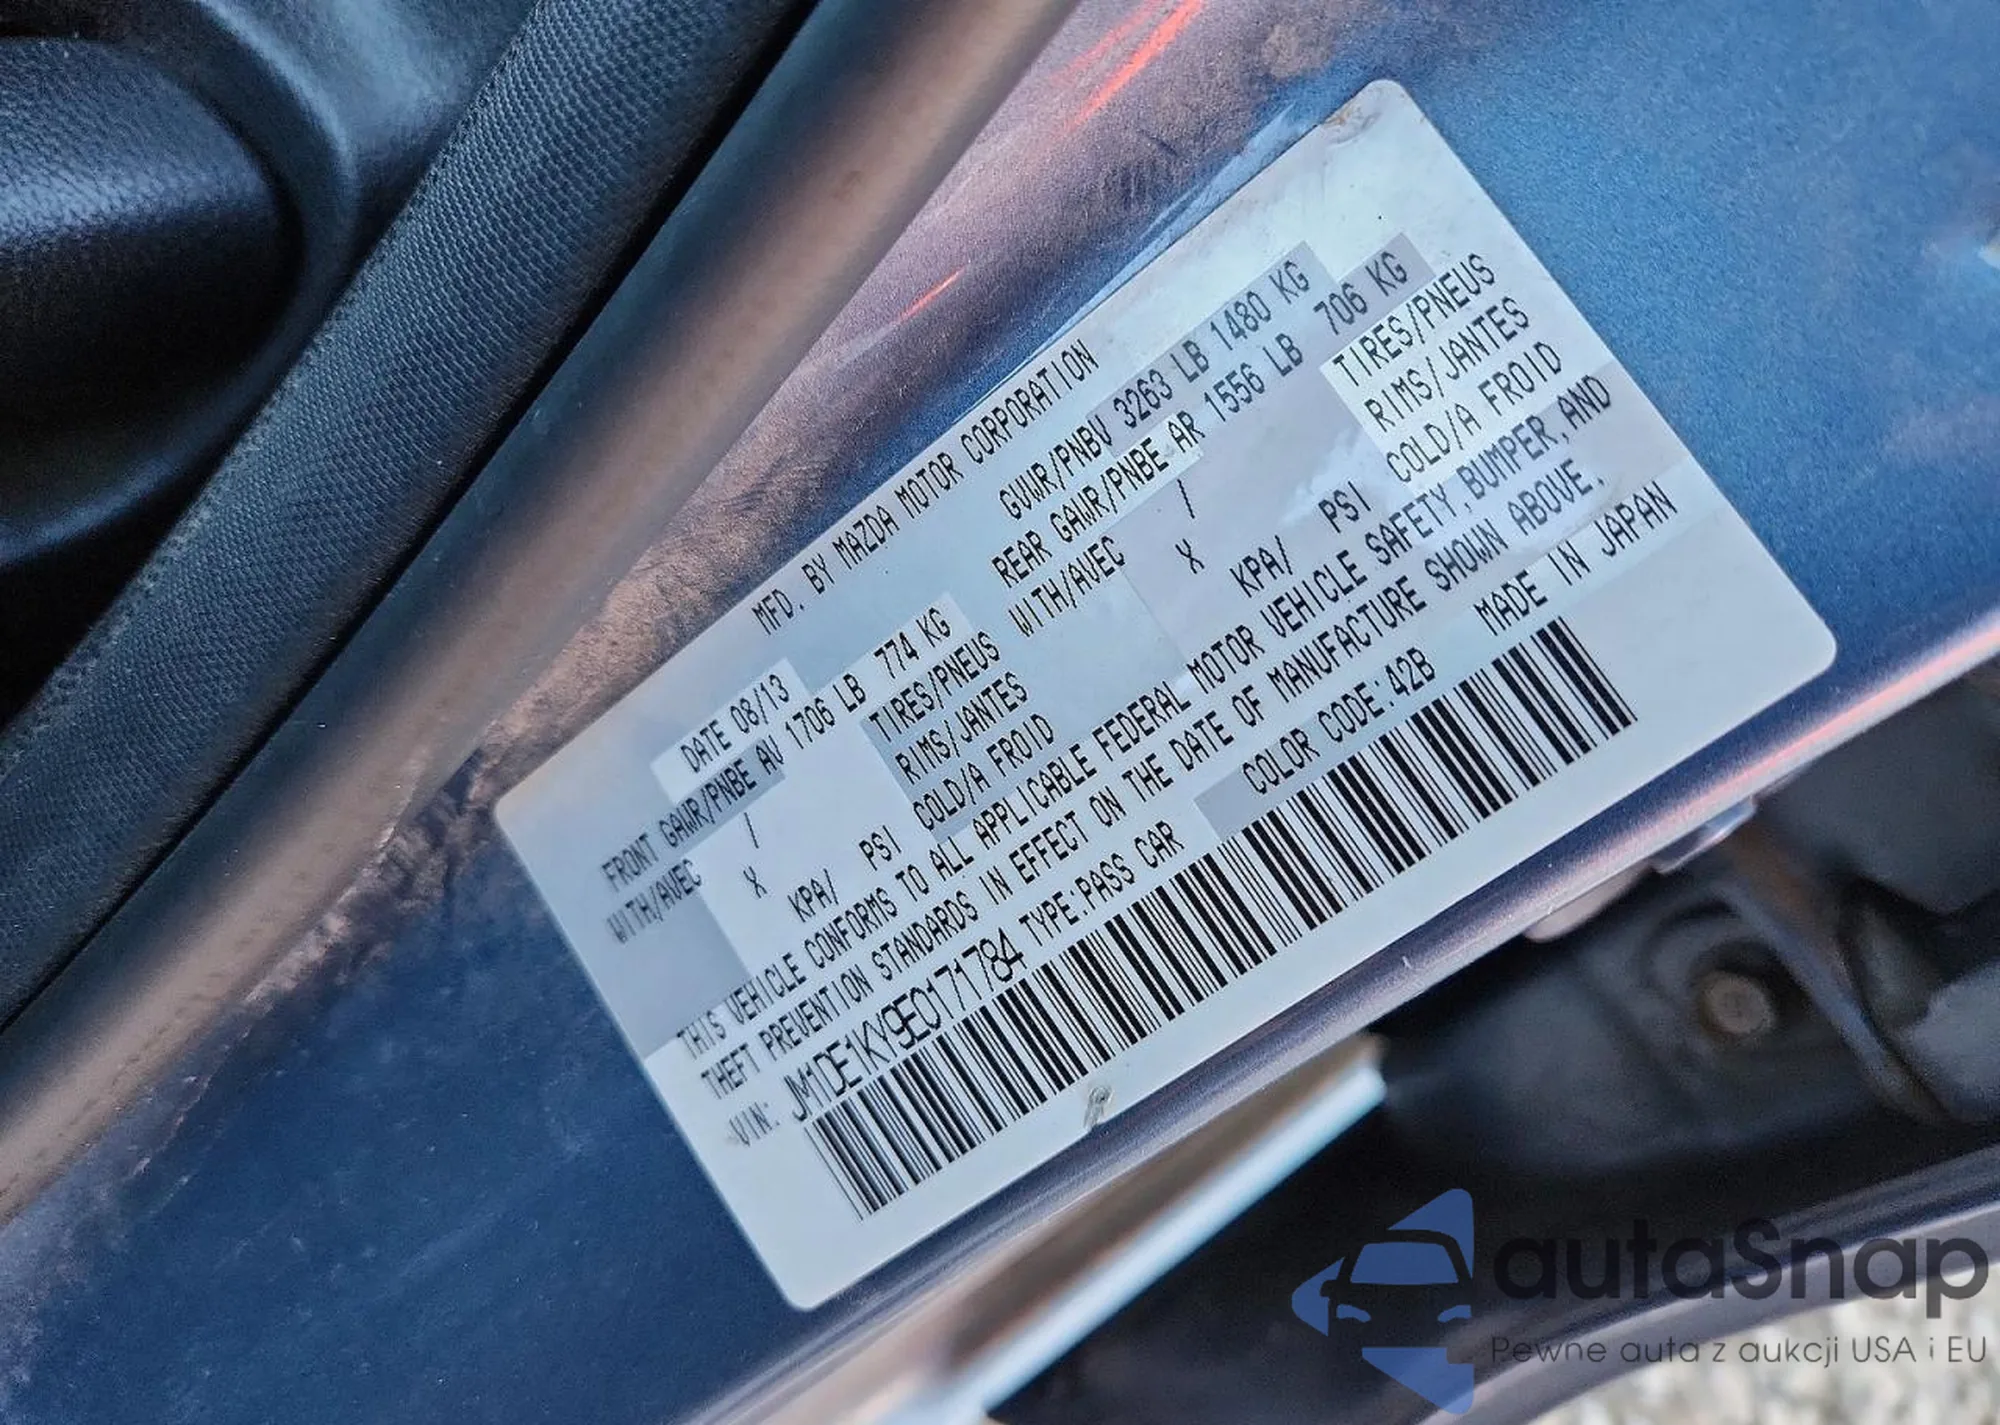 MFD. BY MAZDA MOTOR CORPORATION
DATE 08/13 GVWR/PNBV 3263 LB 1480 KG
FRONT GAWR/PNBE AV 1706 LB 774 KG REAR GAWR/PNBE AR 1556 LB 706 KG
WITH/AVEC / TIRES/PNEUS WITH/AVEC / TIRES/PNEUS
X RIMS/JANTES X RIMS/JANTES
KPA/ PSI COLD/A FROID KPA/ PSI COLD/A FROID
THIS VEHICLE CONFORMS TO ALL APPLICABLE FEDERAL MOTOR VEHICLE SAFETY, BUMPER, AND
THEFT PREVENTION STANDARDS IN EFFECT ON THE DATE OF MANUFACTURE SHOWN ABOVE.
VIN: JM1DE1KY9E0171784 TYPE:PASS CAR COLOR CODE:42B MADE IN JAPAN
autaSnap
Pewne auta z aukcji USA i EU